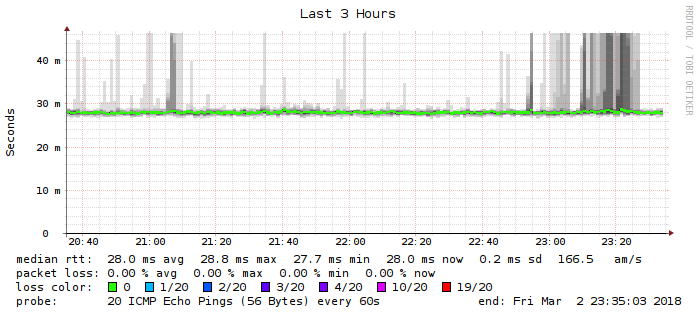 Last 3 Hours
RRDTOOL / TOBI OETIKER
Seconds
40 m
30 m
20 m
10 m
0
20:40 21:00 21:20 21:40 22:00 22:20 22:40 23:00 23:20
median rtt: 28.0 ms avg 28.8 ms max 27.7 ms min 28.0 ms now 0.2 ms sd 166.5 am/s
packet loss: 0.00 % avg 0.00 % max 0.00 % min 0.00 % now
loss color: 0 1/20 2/20 3/20 4/20 10/20 19/20
probe: 20 ICMP Echo Pings (56 Bytes) every 60s end: Fri Mar 2 23:35:03 2018